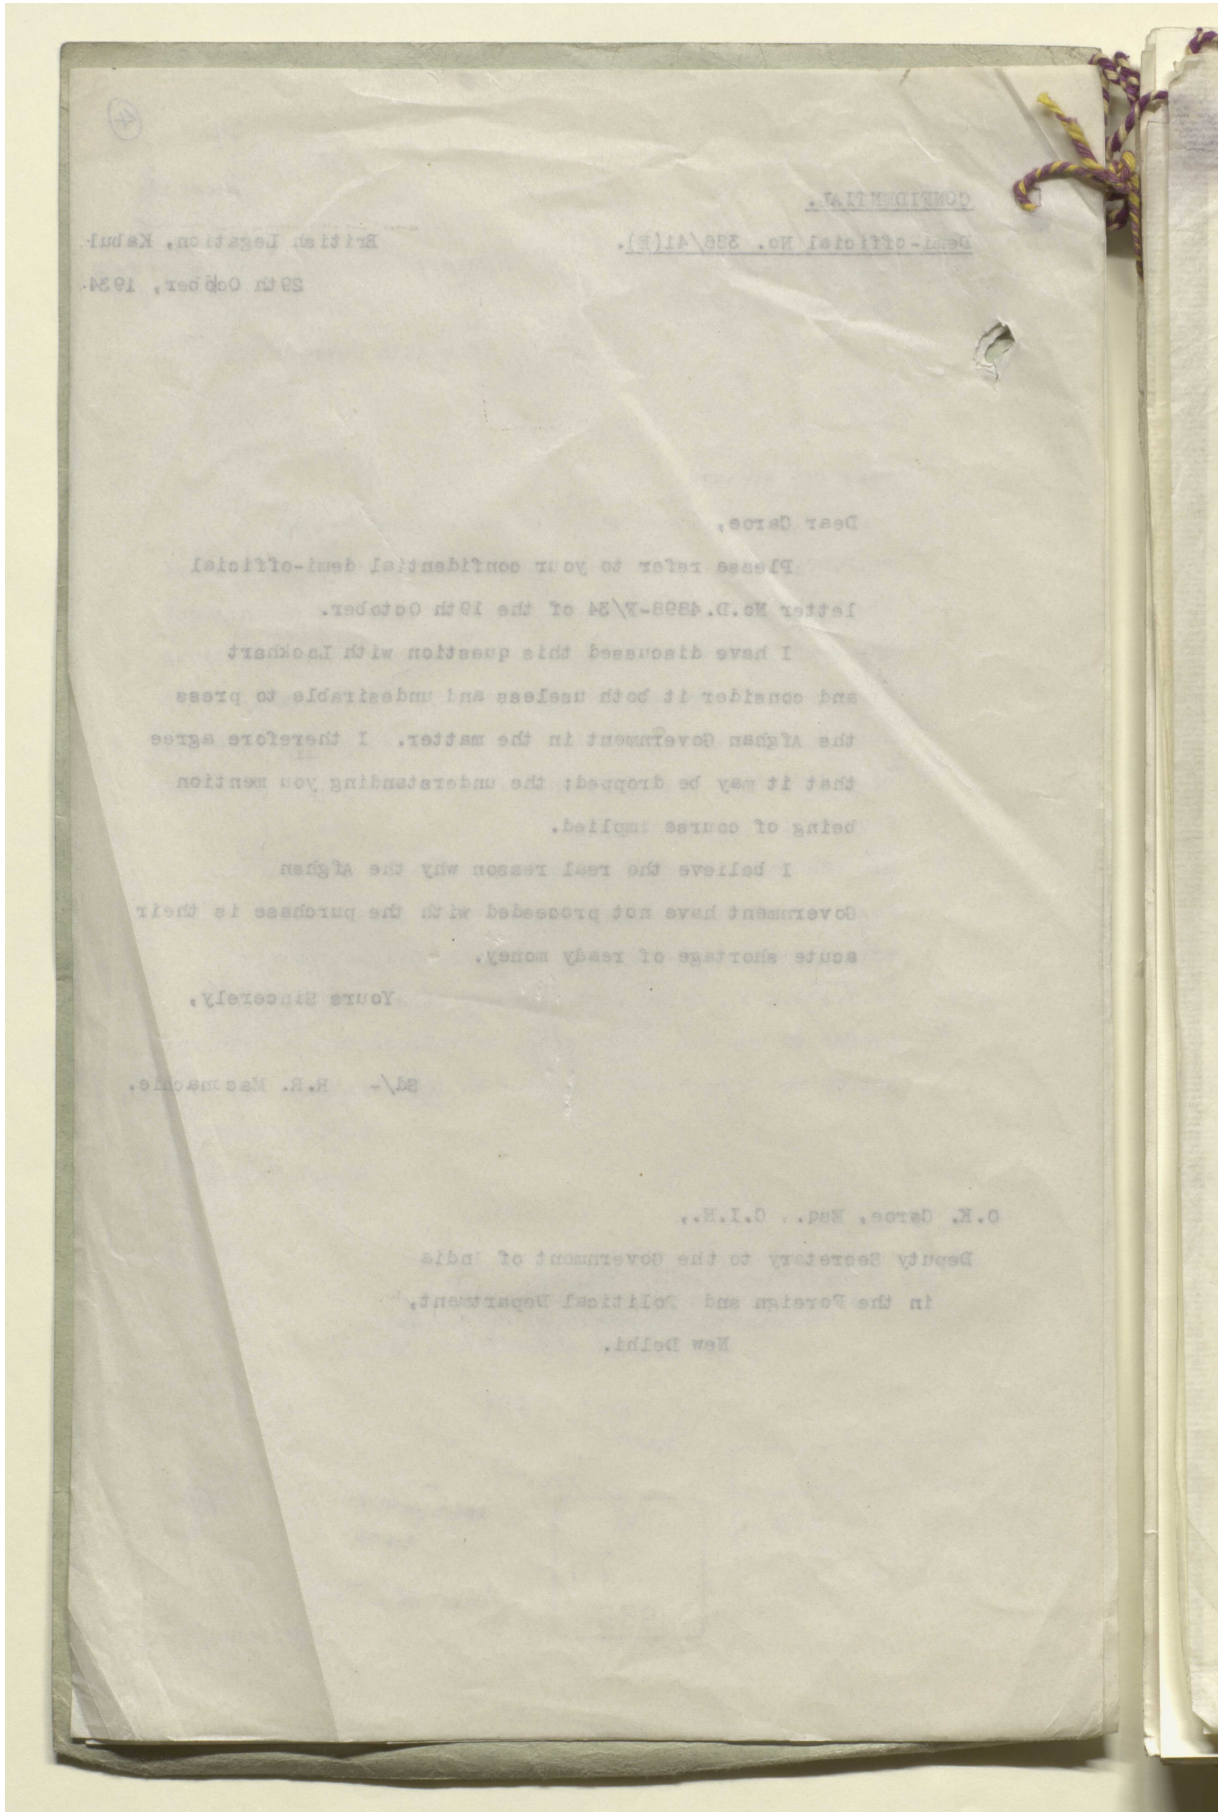 4
CONFIDENTIAL.
Demi-official No. 386/41(E).
British Legation, Kabul
29th October, 1934.
Dear Caroe,
Please refer to your confidential demi-official
letter No.D.4898-F/34 of the 19th October.
I have discussed this question with Lockhart
and consider it both useless and undesirable to press
the Afghan Government in the matter. I therefore agree
that it may be dropped; the understanding you mention
being of course implied.
I believe the real reason why the Afghan
Government have not proceeded with the purchase is their
acute shortage of ready money.
Yours Sincerely,
Sd/- R.R. Maconachie.
O.K. Caroe, Esq., C.I.E.,
Deputy Secretary to the Government of India
in the Foreign and Political Department,
New Delhi.